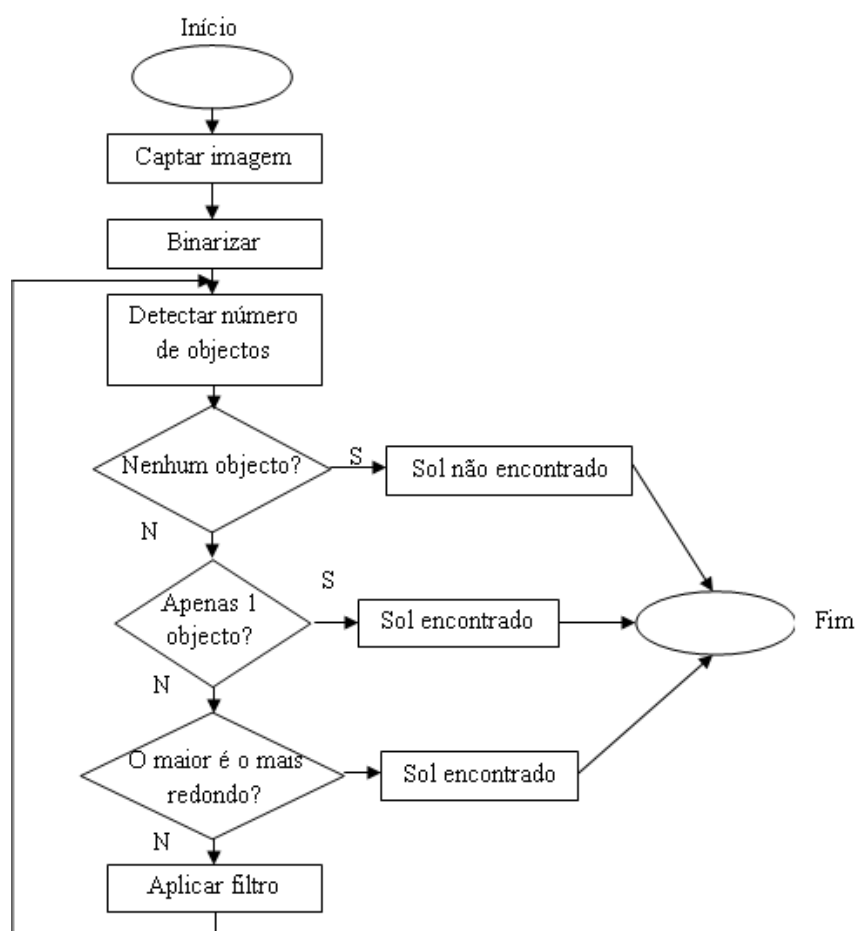 Início
Captar imagem
Binarizar
Detectar número
de objectos
Nenhum objecto?
S
Sol não encontrado
N
Apenas 1
objecto?
S
Sol encontrado
Fim
N
O maior é o mais
redondo?
Sol encontrado
N
Aplicar filtro